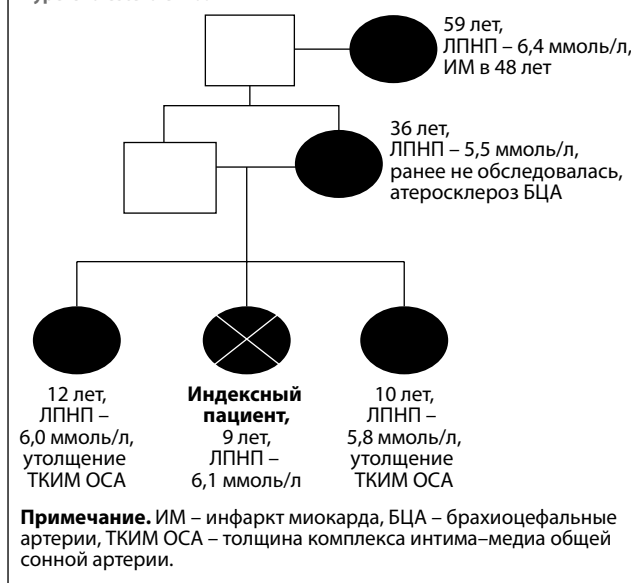 59 лет,
ЛПНП – 6,4 ммоль/л,
ИМ в 48 лет
36 лет,
ЛПНП – 5,5 ммоль/л,
ранее не обследовалась,
атеросклероз БЦА
12 лет,
ЛПНП –
6,0 ммоль/л,
утолщение
ТКИМ ОСА
Индексный
пациент,
9 лет,
ЛПНП –
6,1 ммоль/л
10 лет,
ЛПНП –
5,8 ммоль/л,
утолщение
ТКИМ ОСА
Примечание. ИМ – инфаркт миокарда, БЦА – брахиоцефальные
артерии, ТКИМ ОСА – толщина комплекса интима–медиа общей
сонной артерии.